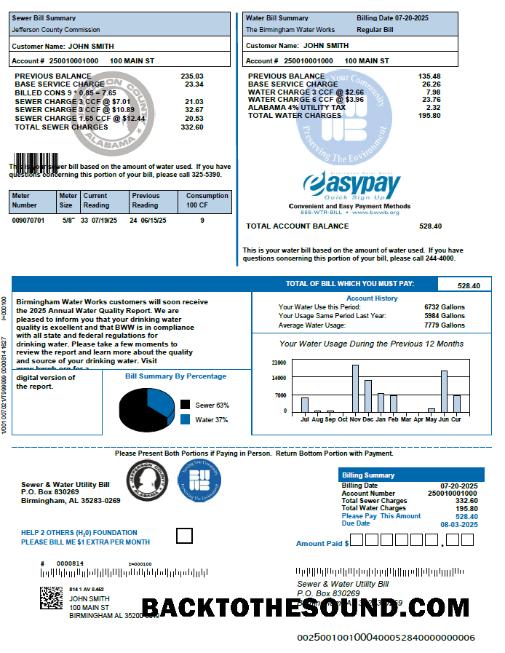 Sewer Bill Summary
Jefferson County Commission
Customer Name: JOHN SMITH
Account # 2500101000 100 MAIN ST
PREVIOUS BALANCE 235.03
BASE SERVICE CHARGE 23.34
BILLED CONS 9 * 0.85 = 7.65
SEWER CHARGE 3 CCF @ $7.01 21.03
SEWER CHARGE 3 CCF @ $10.89 32.67
SEWER CHARGE 1.65 CCF @ $12.44 20.53
TOTAL SEWER CHARGES 332.60
sewer bill based on the amount of water used. If you have
questions concerning this portion of your bill, please call 325-5390.
Meter Number Meter Size Current Reading Previous Reading Consumption 100 CF
009070701 5/8" 33 07/19/25 24 06/15/25 9
Water Bill Summary Billing Date 07-20-2025
The Birmingham Water Works Regular Bill
Customer Name: JOHN SMITH
Account # 250010001000 100 MAIN ST
PREVIOUS BALANCE 135.48
BASE SERVICE CHARGE 26.26
WATER CHARGE 3 CCF @ $2.66 7.98
WATER CHARGE 6 CCF @ $3.96 23.76
ALABAMA 4% UTILITY TAX 2.32
TOTAL WATER CHARGES 195.80
easypay
Quick Sign Up
Convenient and Easy Payment Methods
866-WTR-BILL • www.bwwb.org
TOTAL ACCOUNT BALANCE 528.40
This is your water bill based on the amount of water used. If you have
questions concerning this portion of your bill, please call 244-4000.
TOTAL OF BILL WHICH YOU MUST PAY: 528.40
Birmingham Water Works customers will soon receive
the 2025 Annual Water Quality Report. We are
pleased to inform you that your drinking water
quality is excellent and that BWW is in compliance
with all state and federal regulations for
drinking water. Please take a few moments to
review the report and learn more about the quality
and source of your drinking water. Visit
digital version of
the report.
Bill Summary By Percentage
Sewer 63%
Water 37%
Account History
Your Water Use this Period: 6732 Gallons
Your Usage Same Period Last Year: 5984 Gallons
Average Water Usage: 7779 Gallons
Your Water Usage During the Previous 12 Months
21000
14000
7000
0
Jul Aug Sep Oct Nov Dec Jan Feb Mar Apr May Jun Cur
Please Present Both Portions if Paying in Person. Return Bottom Portion with Payment.
Sewer & Water Utility Bill
P.O. Box 830269
Birmingham, AL 35283-0269
HELP 2 OTHERS (H₂0) FOUNDATION
PLEASE BILL ME $1 EXTRA PER MONTH
Billing Summary
Billing Date 07-20-2025
Account Number 250010001000
Total Sewer Charges 332.60
Total Water Charges 195.80
Please Pay This Amount 528.40
Due Date 08-03-2025
Amount Paid $
# 0000814
JOHN SMITH
100 MAIN ST
BIRMINGHAM AL
Sewer & Water Utility Bill
P.O. Box 830269
BACKTOTHESOUND.COM